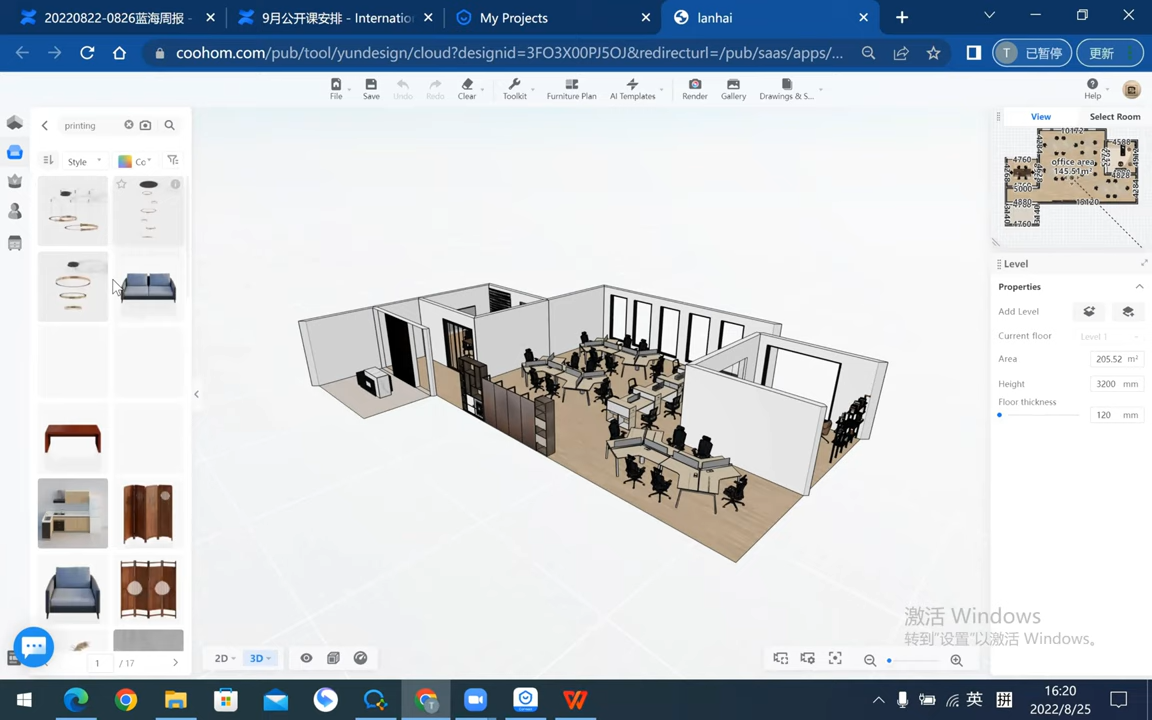 20220822-0826蓝海周报 -
9月公开课安排 - Internatio
My Projects
lanhai
coohom.com/pub/tool/yundesign/cloud?designid=3FO3X00PJ5OJ&redirecturl=/pub/saas/apps/...
T 已暂停
更新
File
Save
Undo
Redo
Clear
Toolkit
Furniture Plan
AI Templates
Render
Gallery
Drawings & S...
Help
printing
Style
Co
View
Select Room
office area
145.51m²
Level
Properties
Add Level
Current floor Level 1
Area 205.52 m²
Height 3200 mm
Floor thickness
120 mm
激活 Windows
转到"设置"以激活 Windows。
1 / 17
2D
3D
英
拼
16:20
2022/8/25